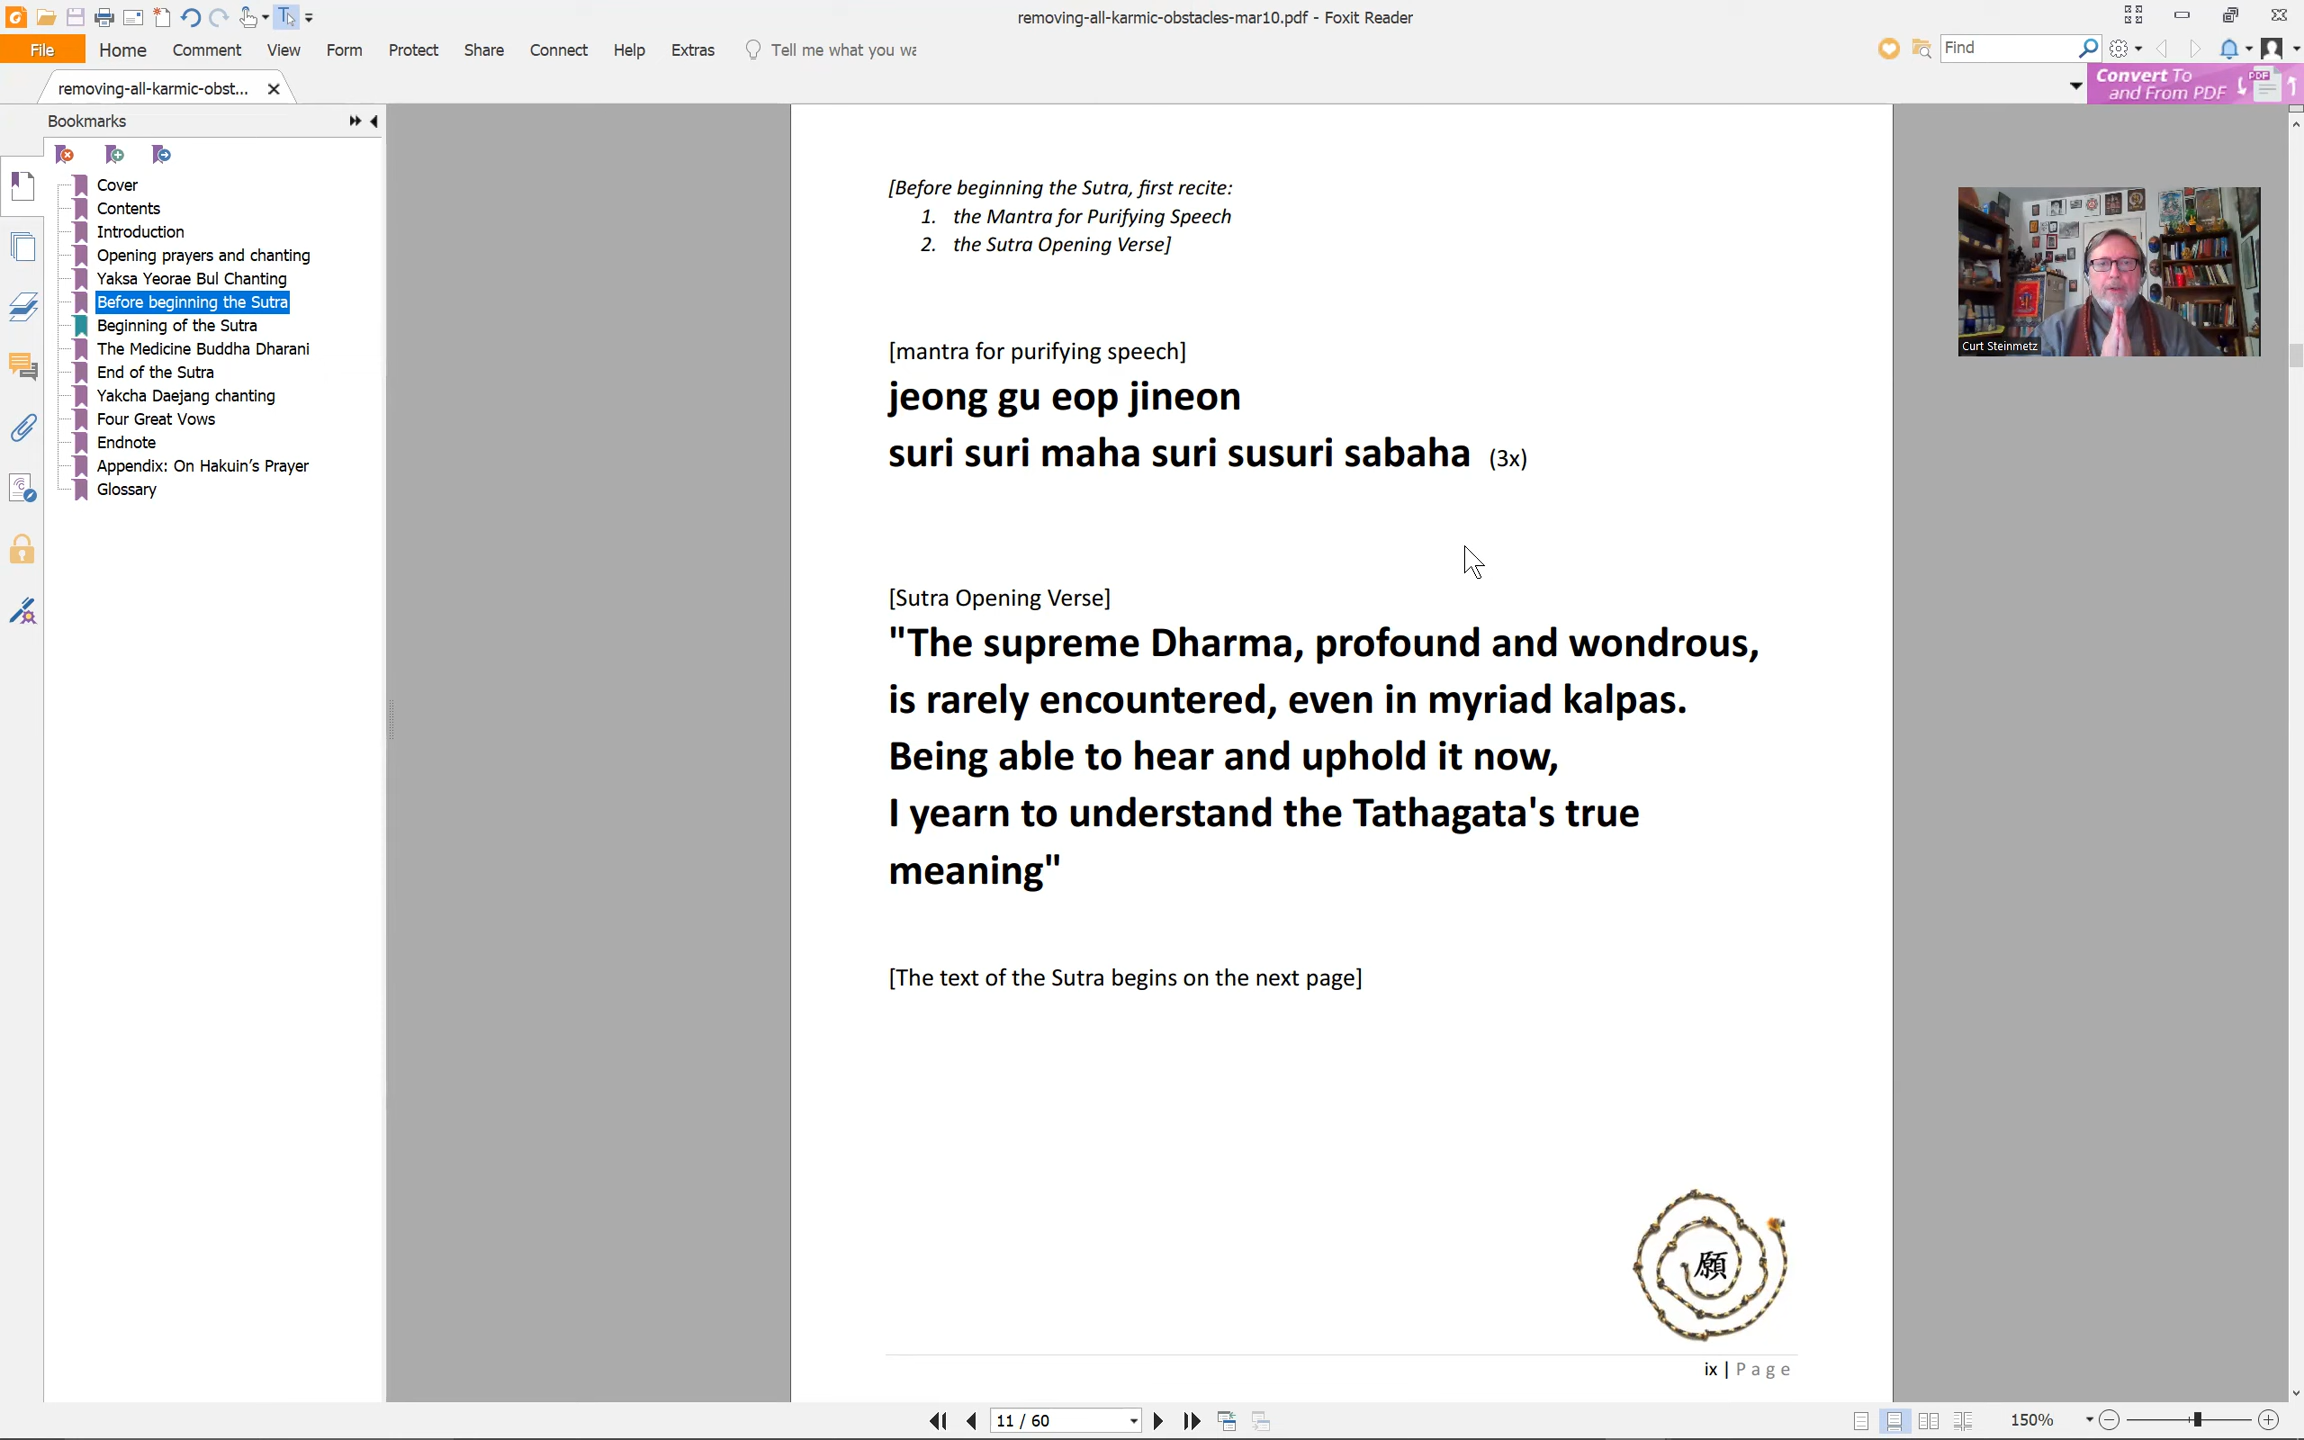 removing-all-karmic-obstacles-mar10.pdf - Foxit Reader
File Home Comment View Form Protect Share Connect Help Extras Tell me what you wa
Find
removing-all-karmic-obst...
Convert To
and From PDF
PDF
Bookmarks
Cover
Contents
Introduction
Opening prayers and chanting
Yaksa Yeorae Bul Chanting
Before beginning the Sutra
Beginning of the Sutra
The Medicine Buddha Dharani
End of the Sutra
Yakcha Daejang chanting
Four Great Vows
Endnote
Appendix: On Hakuin's Prayer
Glossary
[Before beginning the Sutra, first recite:
1. the Mantra for Purifying Speech
2. the Sutra Opening Verse]
[mantra for purifying speech]
jeong gu eop jineon
suri suri maha suri susuri sabaha (3x)
[Sutra Opening Verse]
"The supreme Dharma, profound and wondrous,
is rarely encountered, even in myriad kalpas.
Being able to hear and uphold it now,
I yearn to understand the Tathagata's true
meaning"
[The text of the Sutra begins on the next page]
願
ix | Page
Curt Steinmetz
11 / 60
150%